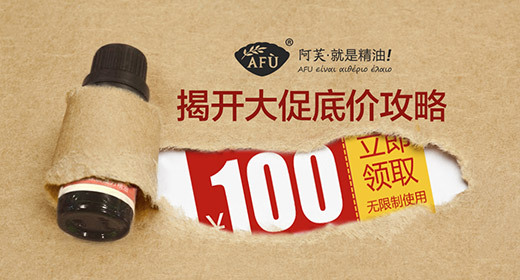 AFÙ
®
阿芙·就是精油!
AFU είναι αιθέριο έλαιο
揭开大促底价攻略
¥100
立即
领取
无限制使用